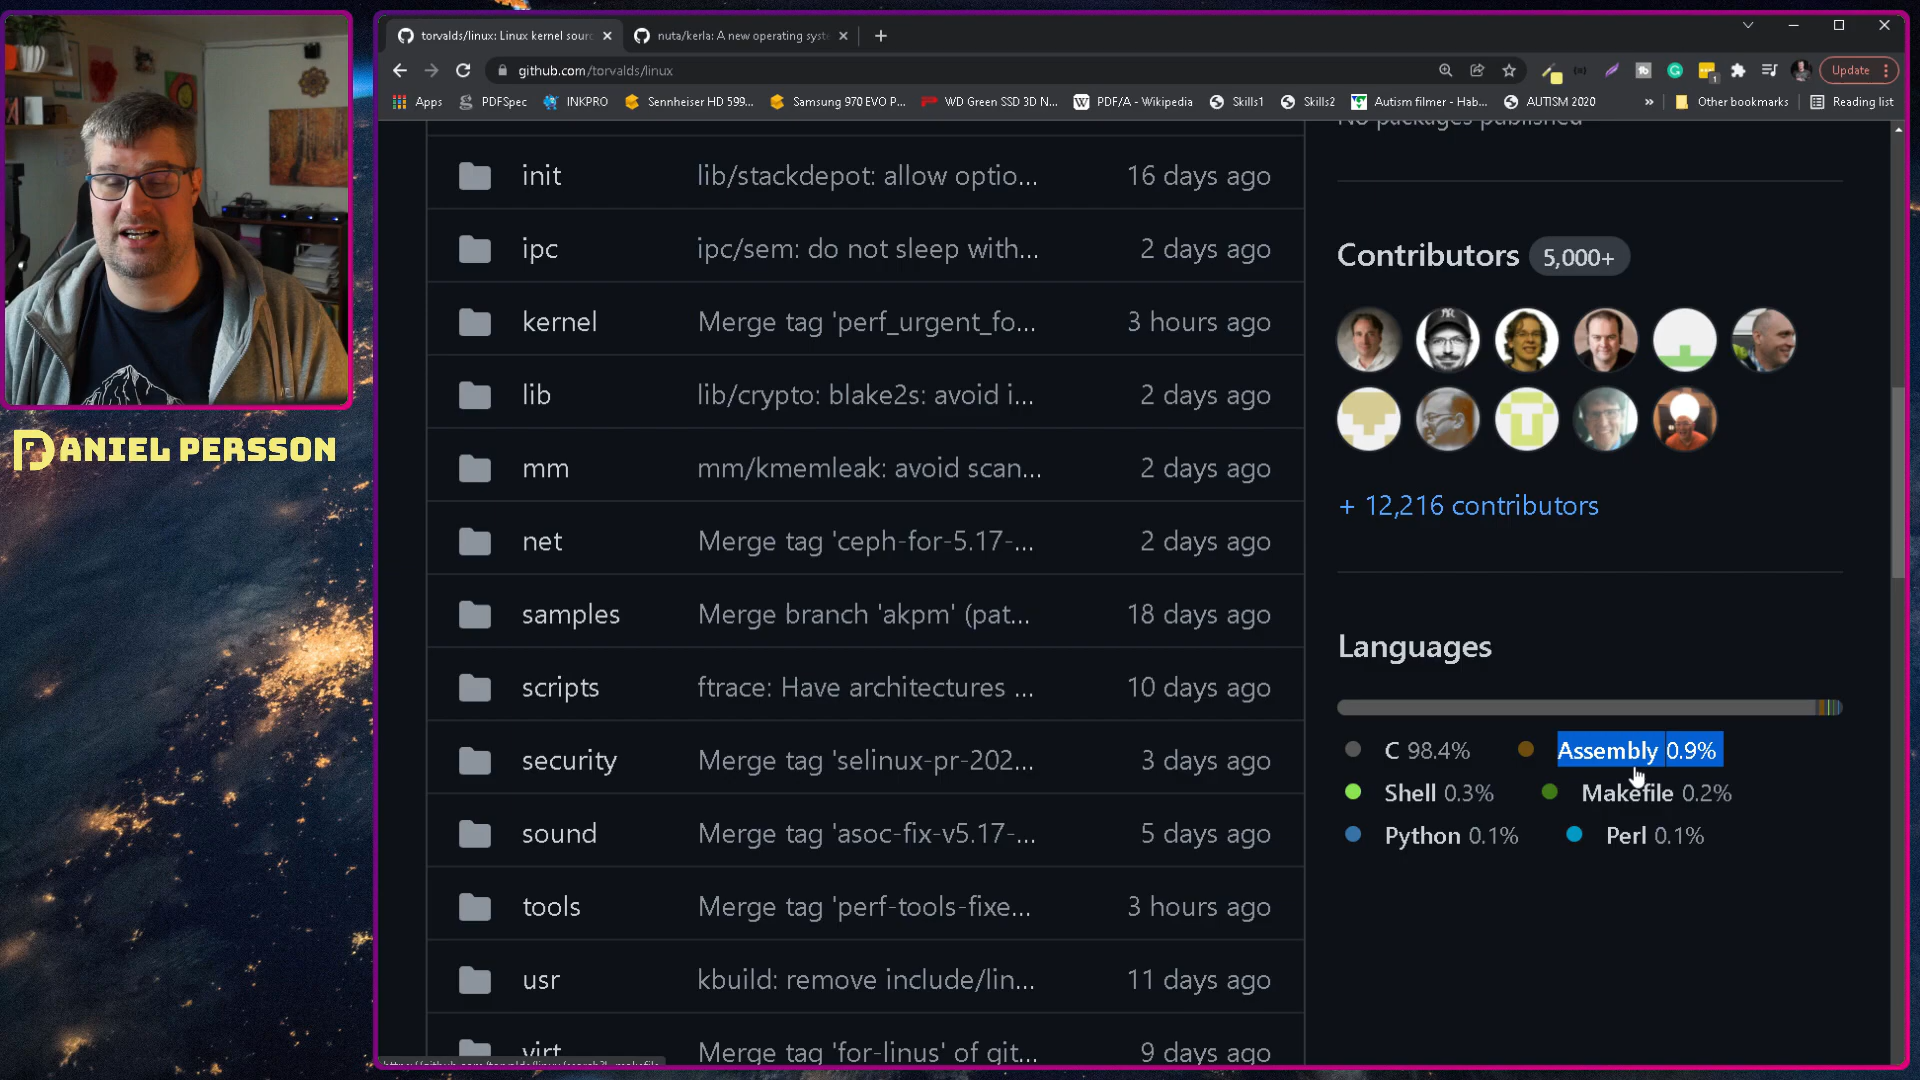 torvalds/linux: Linux kernel sour
nuta/kerla: A new operating syst
github.com/torvalds/linux
Update
Apps
PDFSpec
INKPRO
Sennheiser HD 599...
Samsung 970 EVO P...
WD Green SSD 3D N...
PDF/A - Wikipedia
Skills1
Skills2
Autism filmer - Hab...
AUTISM 2020
»
Other bookmarks
Reading list
No packages published
init lib/stackdepot: allow optio... 16 days ago
ipc ipc/sem: do not sleep with... 2 days ago
kernel Merge tag 'perf_urgent_fo... 3 hours ago
lib lib/crypto: blake2s: avoid i... 2 days ago
mm mm/kmemleak: avoid scan... 2 days ago
net Merge tag 'ceph-for-5.17-... 2 days ago
samples Merge branch 'akpm' (pat... 18 days ago
scripts ftrace: Have architectures ... 10 days ago
security Merge tag 'selinux-pr-202... 3 days ago
sound Merge tag 'asoc-fix-v5.17-... 5 days ago
tools Merge tag 'perf-tools-fixe... 3 hours ago
usr kbuild: remove include/lin... 11 days ago
virt Merge tag 'for-linus' of git... 9 days ago
Contributors 5,000+
+ 12,216 contributors
Languages
C 98.4% Assembly 0.9%
Shell 0.3% Makefile 0.2%
Python 0.1% Perl 0.1%
DANIEL PERSSON